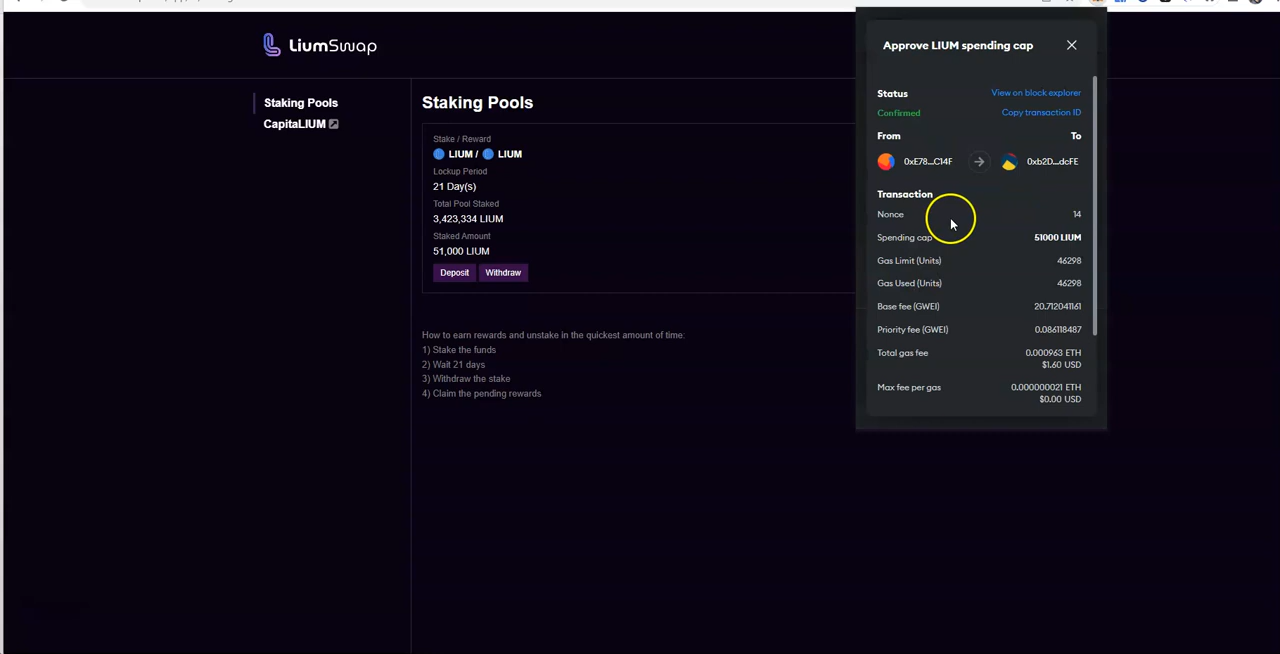 LiumSwap
Staking Pools
CapitaLIUM
Staking Pools
Stake / Reward
LIUM / LIUM
Lockup Period
21 Day(s)
Total Pool Staked
3,423,334 LIUM
Staked Amount
51,000 LIUM
Deposit Withdraw
How to earn rewards and unstake in the quickest amount of time:
1) Stake the funds
2) Wait 21 days
3) Withdraw the stake
4) Claim the pending rewards
Approve LIUM spending cap
Status View on block explorer
Confirmed Copy transaction ID
From To
0xE78...C14F 0xb2D...dcFE
Transaction
Nonce 14
Spending cap 51000 LIUM
Gas Limit (Units) 46298
Gas Used (Units) 46298
Base fee (GWEI) 20.712041161
Priority fee (GWEI) 0.086118487
Total gas fee 0.000963 ETH
$1.60 USD
Max fee per gas 0.000000021 ETH
$0.00 USD